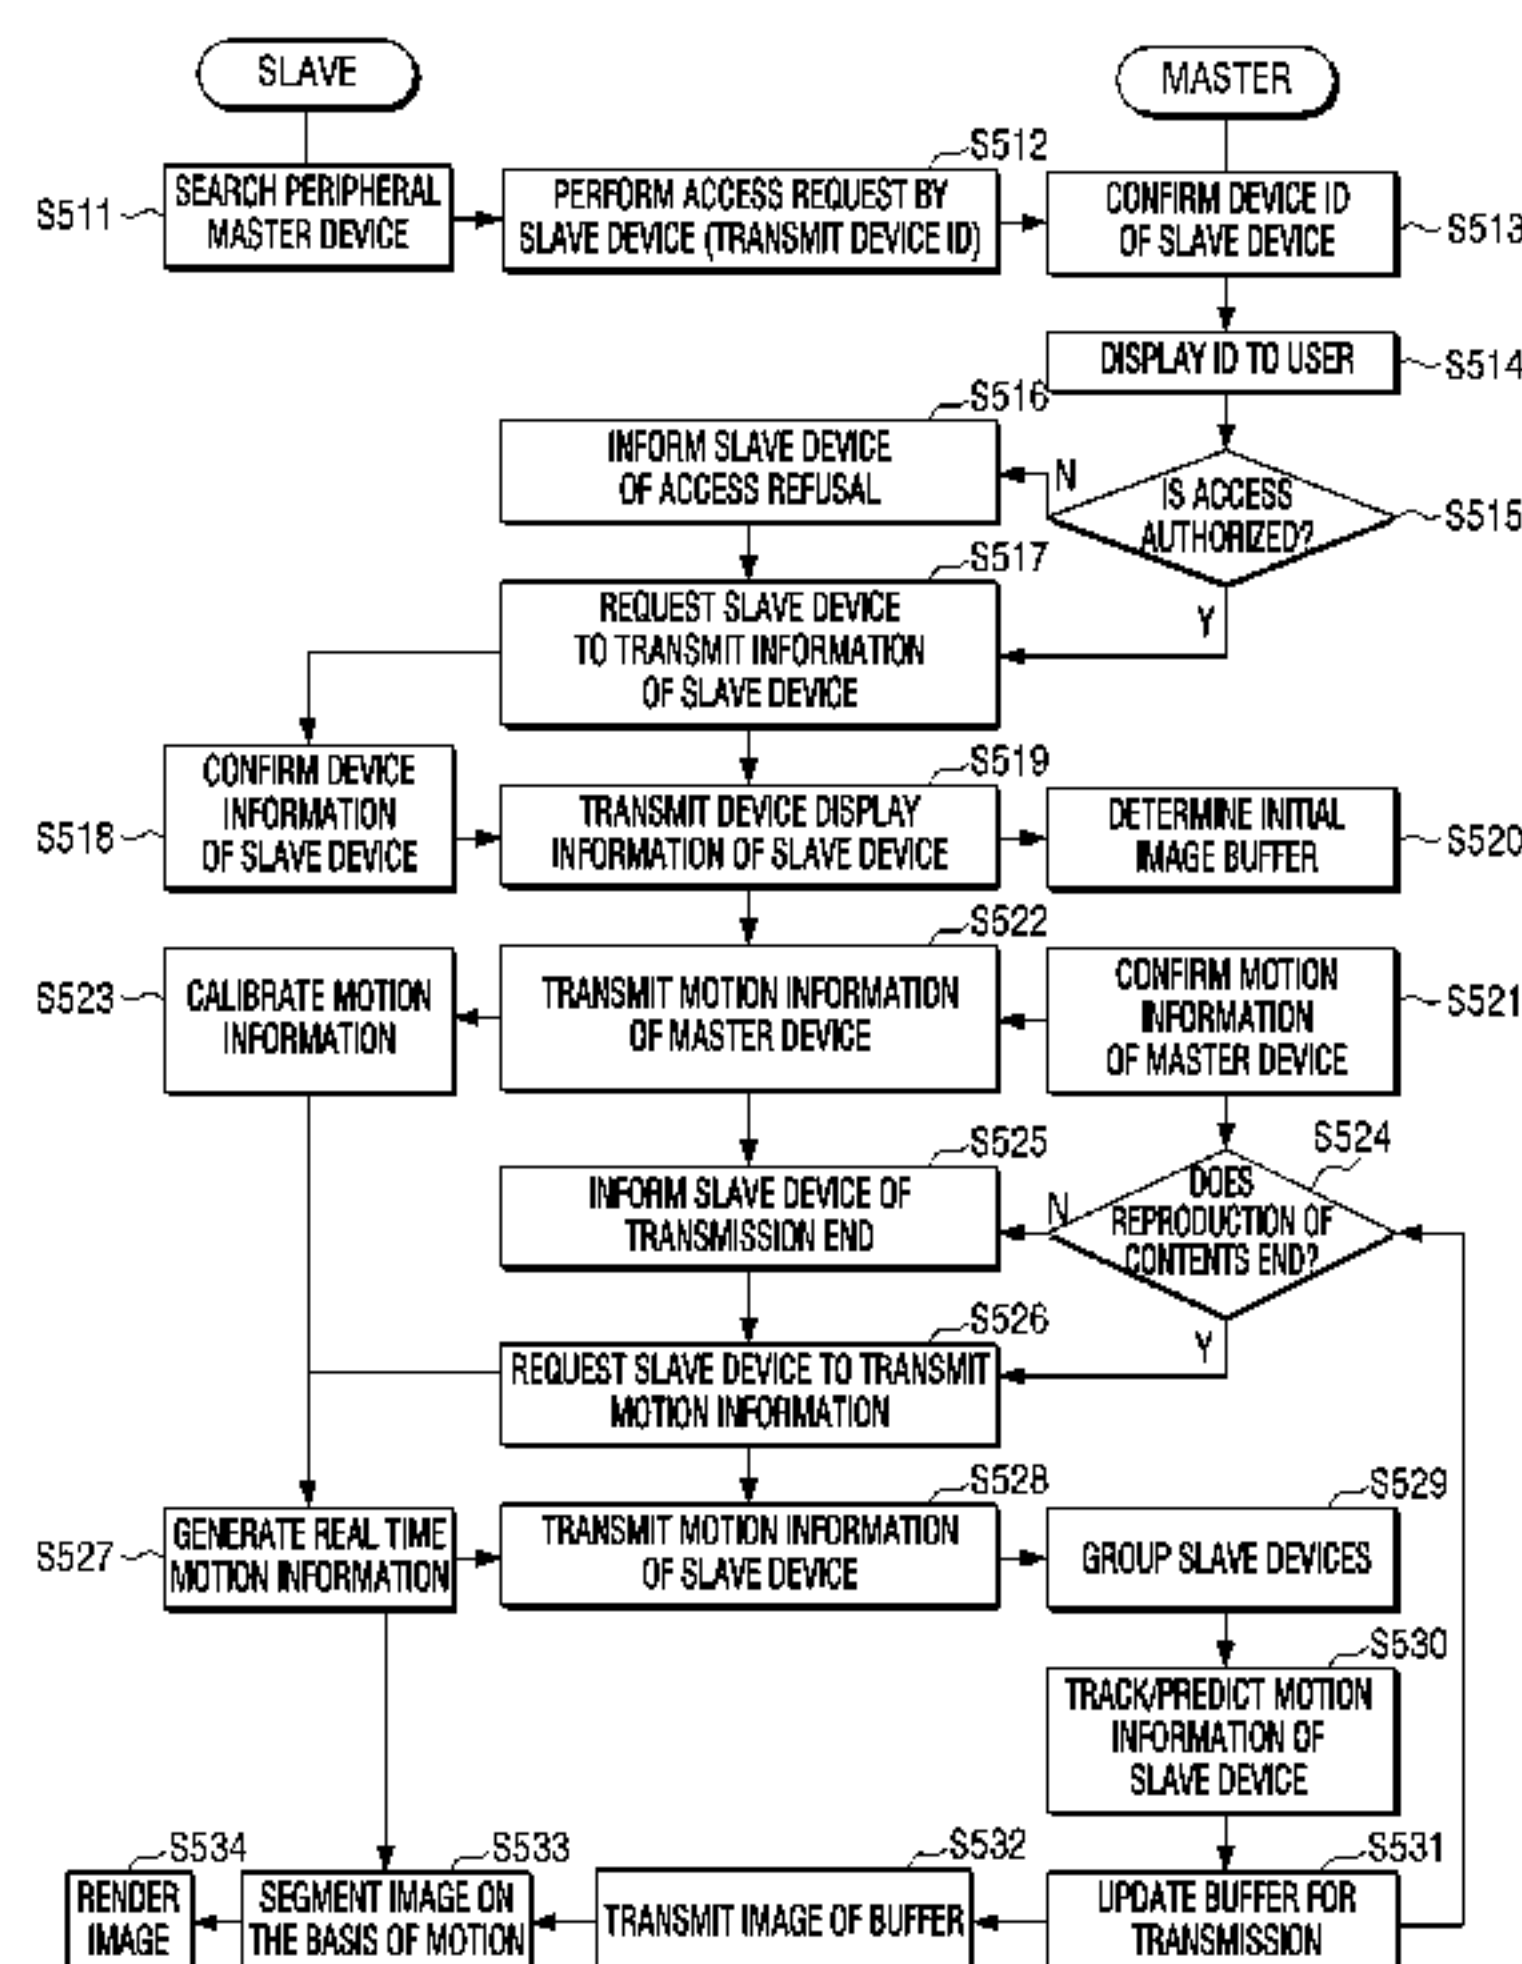 SLAVE
MASTER
S511
SEARCH PERIPHERAL
MASTER DEVICE
S512
PERFORM ACCESS REQUEST BY
SLAVE DEVICE (TRANSMIT DEVICE ID)
CONFIRM DEVICE ID
OF SLAVE DEVICE
S513
DISPLAY ID TO USER
S514
S516
INFORM SLAVE DEVICE
OF ACCESS REFUSAL
N
IS ACCESS
AUTHORIZED?
S515
Y
S517
REQUEST SLAVE DEVICE
TO TRANSMIT INFORMATION
OF SLAVE DEVICE
S518
CONFIRM DEVICE
INFORMATION
OF SLAVE DEVICE
S519
TRANSMIT DEVICE DISPLAY
INFORMATION OF SLAVE DEVICE
DETERMINE INITIAL
IMAGE BUFFER
S520
S523
CALIBRATE MOTION
INFORMATION
S522
TRANSMIT MOTION INFORMATION
OF MASTER DEVICE
CONFIRM MOTION
INFORMATION
OF MASTER DEVICE
S521
S525
INFORM SLAVE DEVICE OF
TRANSMISSION END
N
S524
DOES
REPRODUCTION OF
CONTENTS END?
Y
S526
REQUEST SLAVE DEVICE TO TRANSMIT
MOTION INFORMATION
S527
GENERATE REAL TIME
MOTION INFORMATION
S528
TRANSMIT MOTION INFORMATION
OF SLAVE DEVICE
S529
GROUP SLAVE DEVICES
S530
TRACK/PREDICT MOTION
INFORMATION OF
SLAVE DEVICE
S534
RENDER
IMAGE
S533
SEGMENT IMAGE ON
THE BASIS OF MOTION
S532
TRANSMIT IMAGE OF BUFFER
S531
UPDATE BUFFER FOR
TRANSMISSION